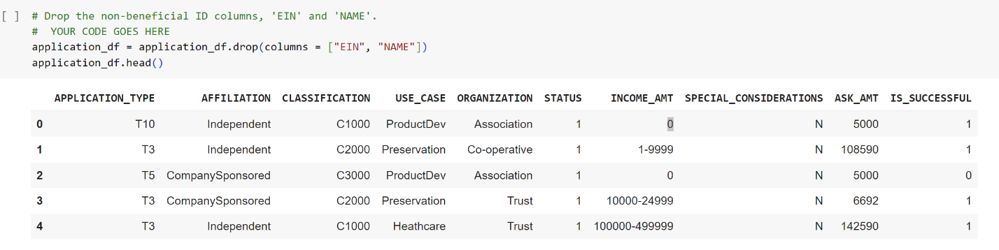 [ ] # Drop the non-beneficial ID columns, 'EIN' and 'NAME'.
#  YOUR CODE GOES HERE
application_df = application_df.drop(columns = ["EIN", "NAME"])
application_df.head()
APPLICATION_TYPE AFFILIATION CLASSIFICATION USE_CASE ORGANIZATION STATUS INCOME_AMT SPECIAL_CONSIDERATIONS ASK_AMT IS_SUCCESSFUL
0 T10 Independent C1000 ProductDev Association 1 0 N 5000 1
1 T3 Independent C2000 Preservation Co-operative 1 1-9999 N 108590 1
2 T5 CompanySponsored C3000 ProductDev Association 1 0 N 5000 0
3 T3 CompanySponsored C2000 Preservation Trust 1 10000-24999 N 6692 1
4 T3 Independent C1000 Heathcare Trust 1 100000-499999 N 142590 1